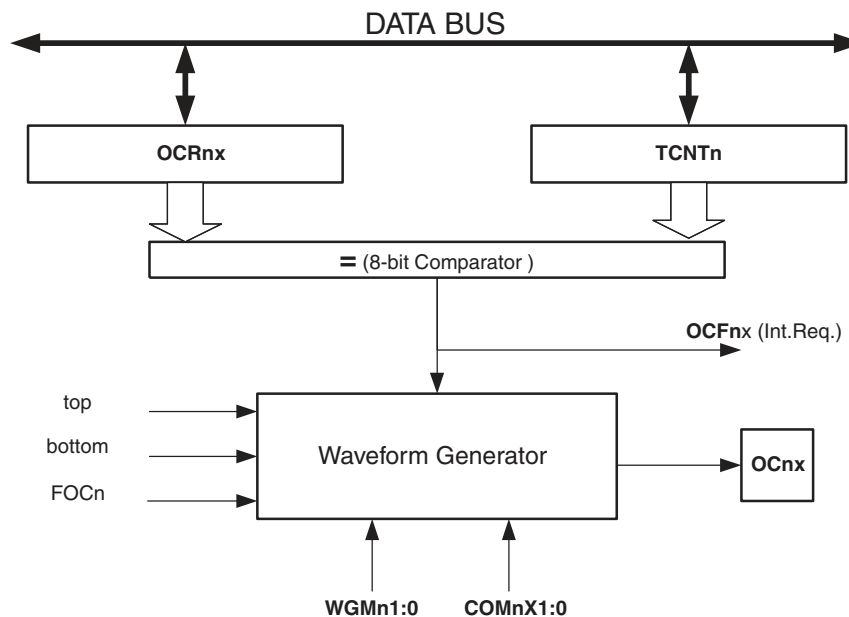 DATA BUS
OCRnx
TCNTn
= (8-bit Comparator )
OCFnx (Int.Req.)
top
bottom
FOCn
Waveform Generator
OCnx
WGMn1:0
COMnX1:0